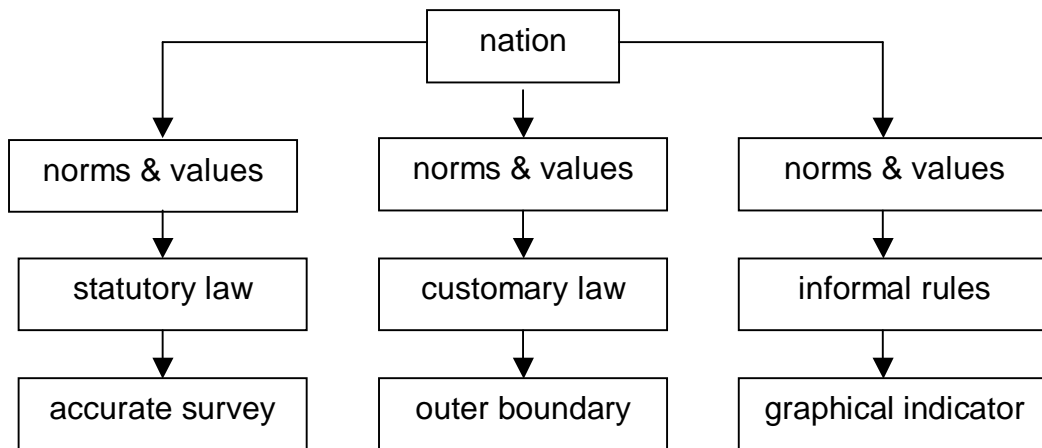 nation
norms & values
norms & values
norms & values
statutory law
customary law
informal rules
accurate survey
outer boundary
graphical indicator